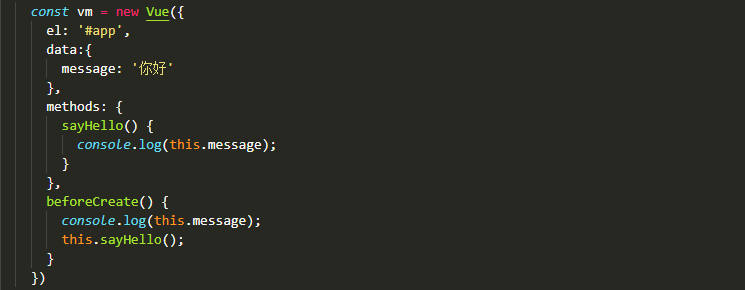 const vm = new Vue({
  el: '#app',
  data:{
    message: '你好'
  },
  methods: {
    sayHello() {
      console.log(this.message);
    }
  },
  beforeCreate() {
    console.log(this.message);
    this.sayHello();
  }
})